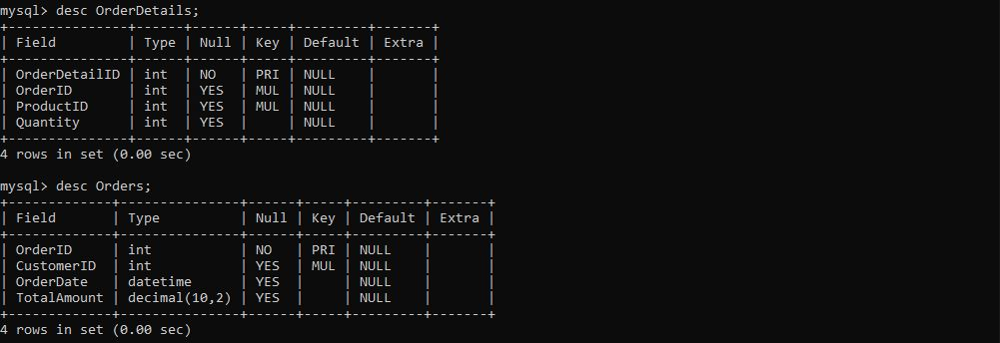 mysql> desc OrderDetails;
+---------------+------+------+-----+---------+-------+
| Field         | Type | Null | Key | Default | Extra |
+---------------+------+------+-----+---------+-------+
| OrderDetailID | int  | NO   | PRI | NULL    |       |
| OrderID       | int  | YES  | MUL | NULL    |       |
| ProductID     | int  | YES  | MUL | NULL    |       |
| Quantity      | int  | YES  |     | NULL    |       |
+---------------+------+------+-----+---------+-------+
4 rows in set (0.00 sec)

mysql> desc Orders;
+-------------+---------------+------+-----+---------+-------+
| Field       | Type          | Null | Key | Default | Extra |
+-------------+---------------+------+-----+---------+-------+
| OrderID     | int           | NO   | PRI | NULL    |       |
| CustomerID  | int           | YES  | MUL | NULL    |       |
| OrderDate   | datetime      | YES  |     | NULL    |       |
| TotalAmount | decimal(10,2) | YES  |     | NULL    |       |
+-------------+---------------+------+-----+---------+-------+
4 rows in set (0.00 sec)